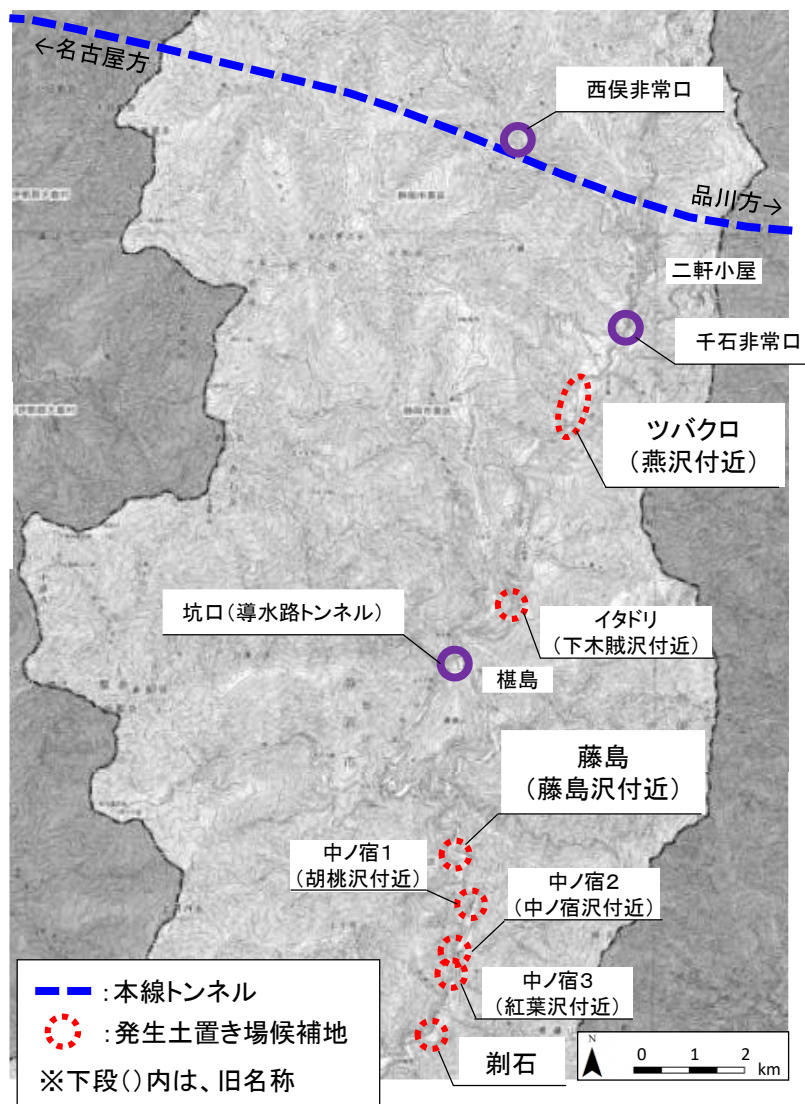 ←名古屋方
西俣非常口
品川方→
二軒小屋
千石非常口
ツバクロ
(燕沢付近)
坑口(導水路トンネル)
イタドリ
(下木賊沢付近)
椹島
藤島
(藤島沢付近)
中ノ宿1
(胡桃沢付近)
中ノ宿2
(中ノ宿沢付近)
中ノ宿3
(紅葉沢付近)
剃石
:本線トンネル
:発生土置き場候補地
※下段()内は、旧名称
N
0 1 2
km